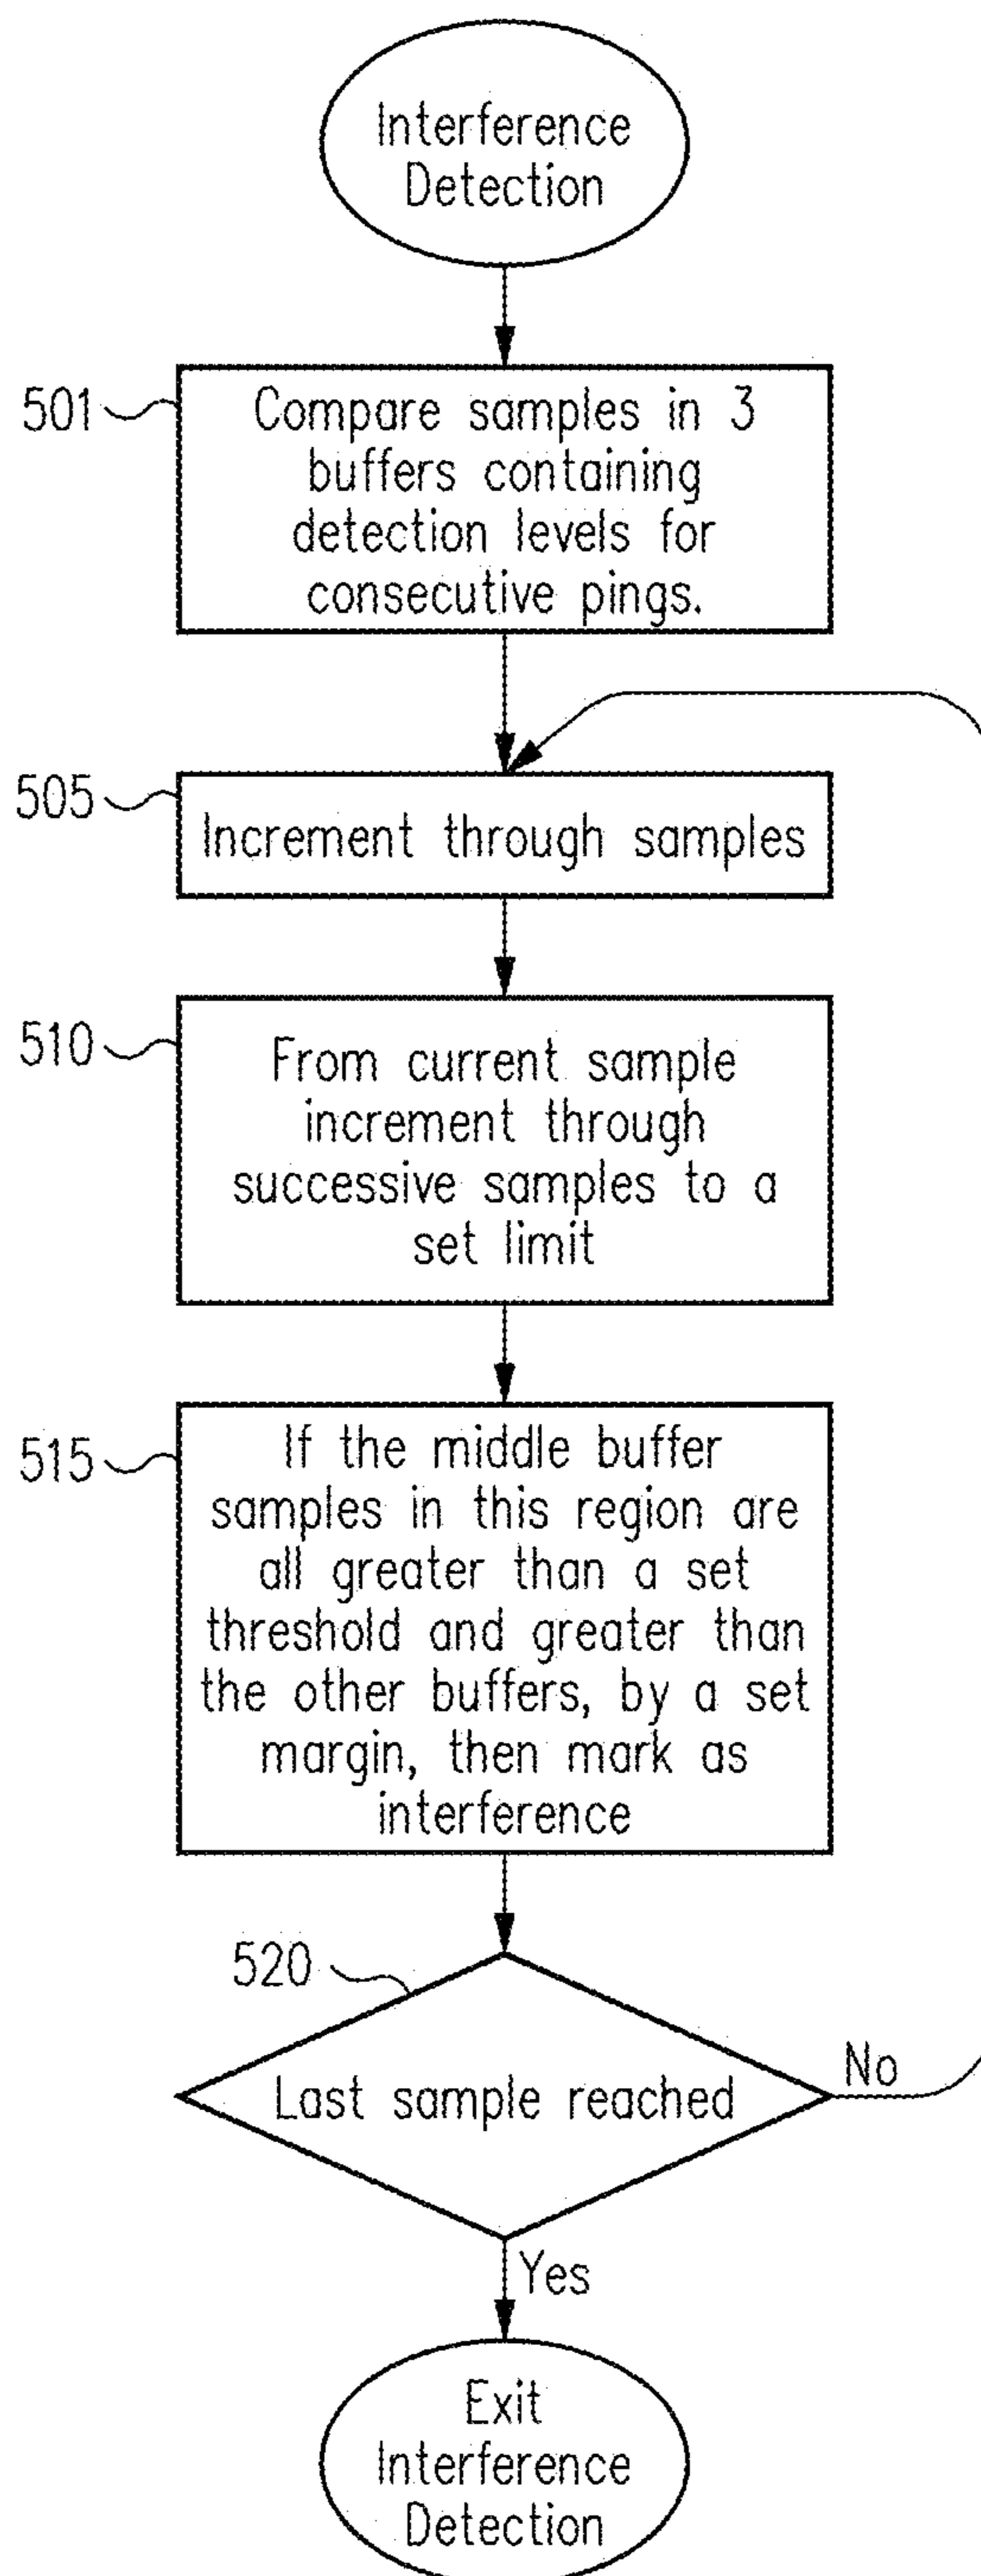 Interference
Detection
501
Compare samples in 3
buffers containing
detection levels for
consecutive pings.
505
Increment through samples
510
From current sample
increment through
successive samples to a
set limit
515
If the middle buffer
samples in this region are
all greater than a set
threshold and greater than
the other buffers, by a set
margin, then mark as
interference
520
Last sample reached
No
Yes
Exit
Interference
Detection